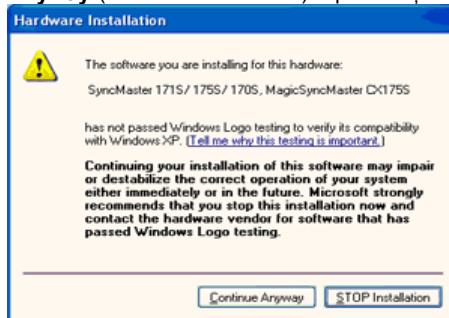 Hardware Installation
The software you are installing for this hardware:
SyncMaster 171S/ 175S/ 170S, MagicSyncMaster CX175S
has not passed Windows Logo testing to verify its compatibility
with Windows XP. (Tell me why this testing is important.)
Continuing your installation of this software may impair
or destabilize the correct operation of your system
either immediately or in the future. Microsoft strongly
recommends that you stop this installation now and
contact the hardware vendor for software that has
passed Windows Logo testing.
Continue Anyway STOP Installation